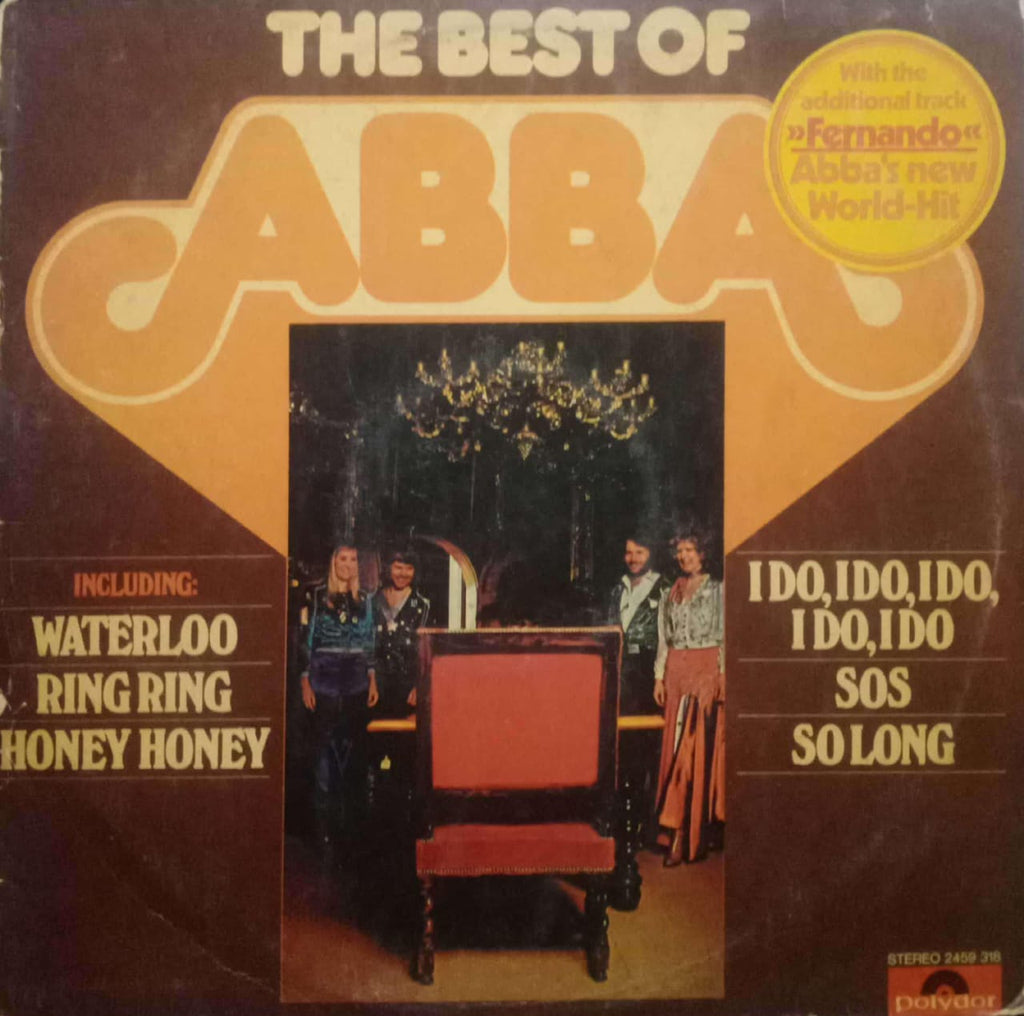 THE BEST OF
ABBA
With the
additional track
»Fernando«
Abba's new
World-Hit
INCLUDING:
WATERLOO
RING RING
HONEY HONEY
I DO, I DO, I DO,
I DO, I DO
SOS
SO LONG
STEREO 2459 318
polydor